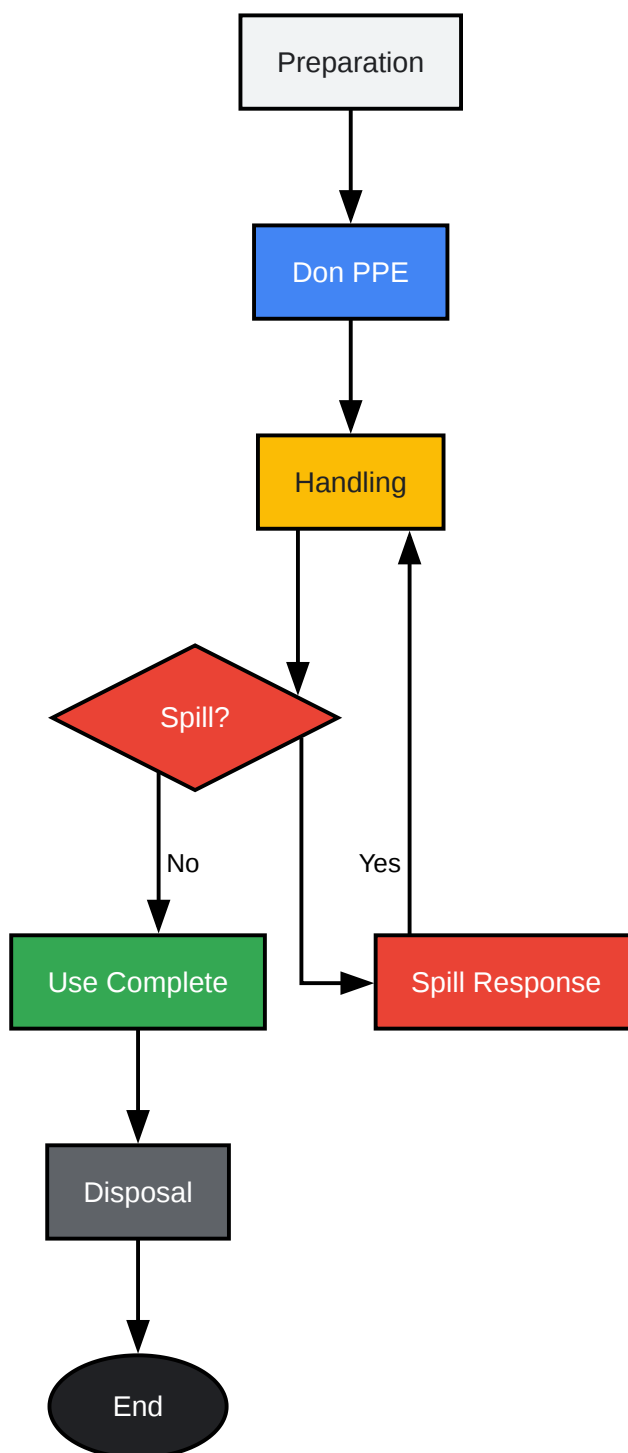 Preparation
Don PPE
Handling
Spill?
No
Yes
Use Complete
Spill Response
Disposal
End